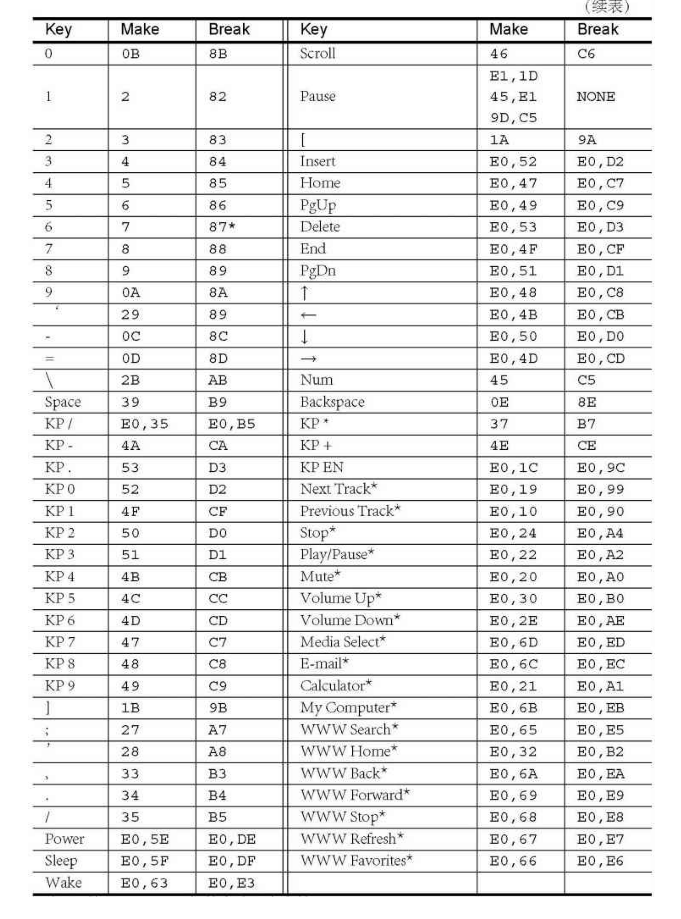 （续表）
Key Make Break Key Make Break
0 0B 8B Scroll 46 C6
1 2 82 Pause E1,1D 45,E1 9D,C5 NONE
2 3 83 [ 1A 9A
3 4 84 Insert E0,52 E0,D2
4 5 85 Home E0,47 E0,C7
5 6 86 PgUp E0,49 E0,C9
6 7 87* Delete E0,53 E0,D3
7 8 88 End E0,4F E0,CF
8 9 89 PgDn E0,51 E0,D1
9 0A 8A ↑ E0,48 E0,C8
‘ 29 89 ← E0,4B E0,CB
- 0C 8C ↓ E0,50 E0,D0
= 0D 8D → E0,4D E0,CD
\ 2B AB Num 45 C5
Space 39 B9 Backspace 0E 8E
KP / E0,35 E0,B5 KP * 37 B7
KP - 4A CA KP + 4E CE
KP . 53 D3 KP EN E0,1C E0,9C
KP 0 52 D2 Next Track* E0,19 E0,99
KP 1 4F CF Previous Track* E0,10 E0,90
KP 2 50 D0 Stop* E0,24 E0,A4
KP 3 51 D1 Play/Pause* E0,22 E0,A2
KP 4 4B CB Mute* E0,20 E0,A0
KP 5 4C CC Volume Up* E0,30 E0,B0
KP 6 4D CD Volume Down* E0,2E E0,AE
KP 7 47 C7 Media Select* E0,6D E0,ED
KP 8 48 C8 E-mail* E0,6C E0,EC
KP 9 49 C9 Calculator* E0,21 E0,A1
] 1B 9B My Computer* E0,6B E0,EB
; 27 A7 WWW Search* E0,65 E0,E5
’ 28 A8 WWW Home* E0,32 E0,B2
, 33 B3 WWW Back* E0,6A E0,EA
. 34 B4 WWW Forward* E0,69 E0,E9
/ 35 B5 WWW Stop* E0,68 E0,E8
Power E0,5E E0,DE WWW Refresh* E0,67 E0,E7
Sleep E0,5F E0,DF WWW Favorites* E0,66 E0,E6
Wake E0,63 E0,E3